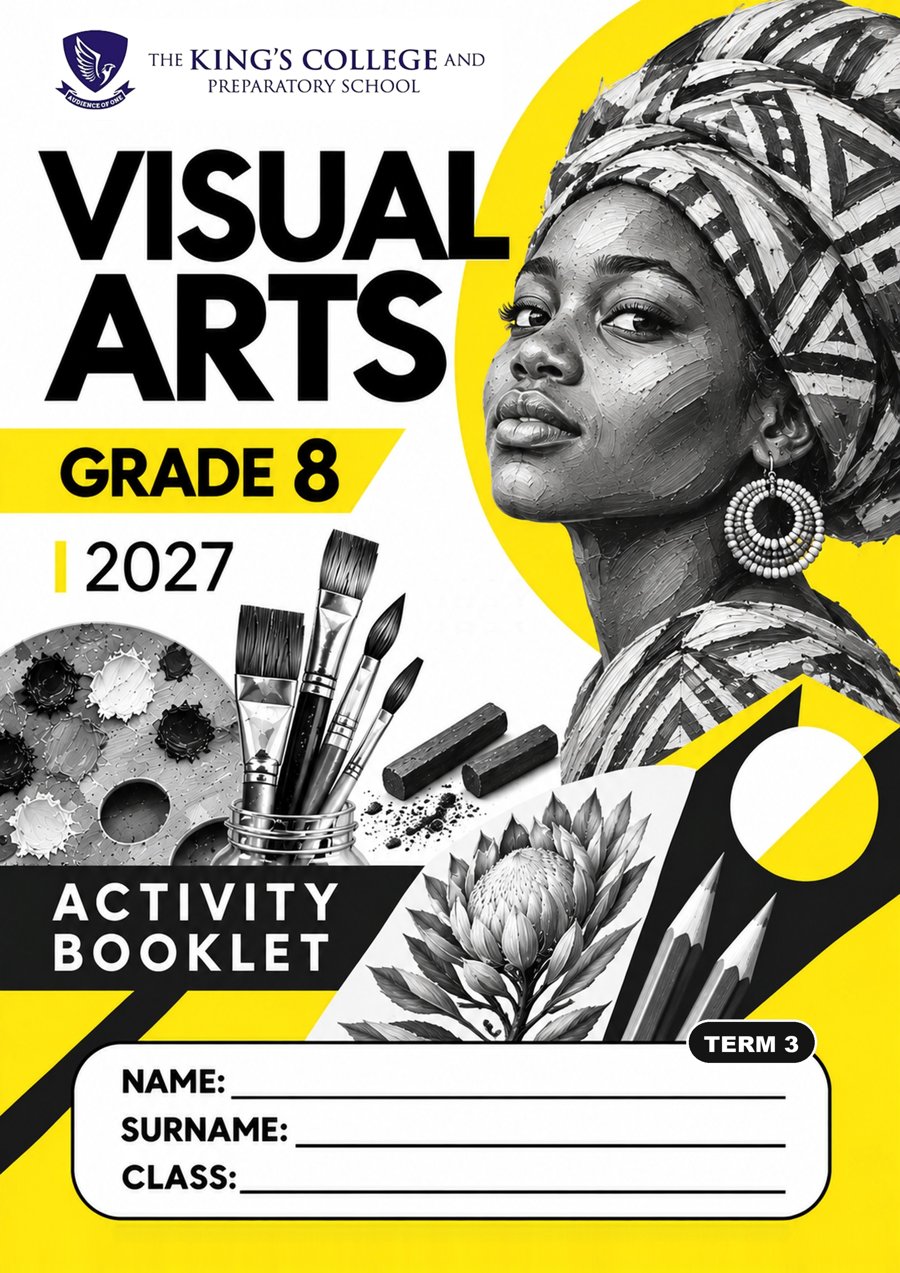 THE KING'S COLLEGE AND
PREPARATORY SCHOOL
AUDIENCE OF ONE
VISUAL
ARTS
GRADE 8
2027
ACTIVITY
BOOKLET
TERM 3
NAME:
SURNAME:
CLASS: